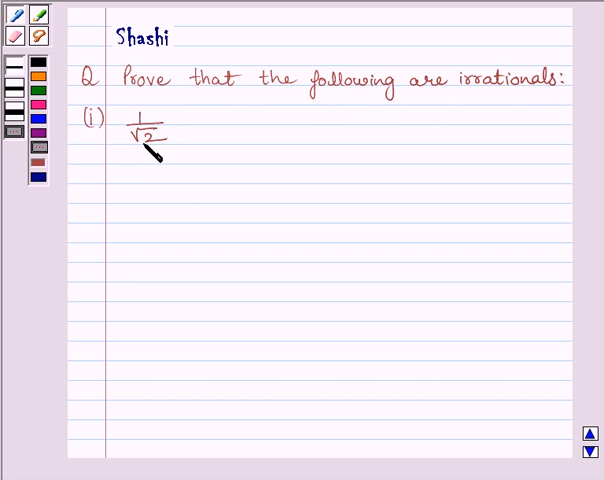 Shashi
Q Prove that the following are irrationals:
(i) 1/√2